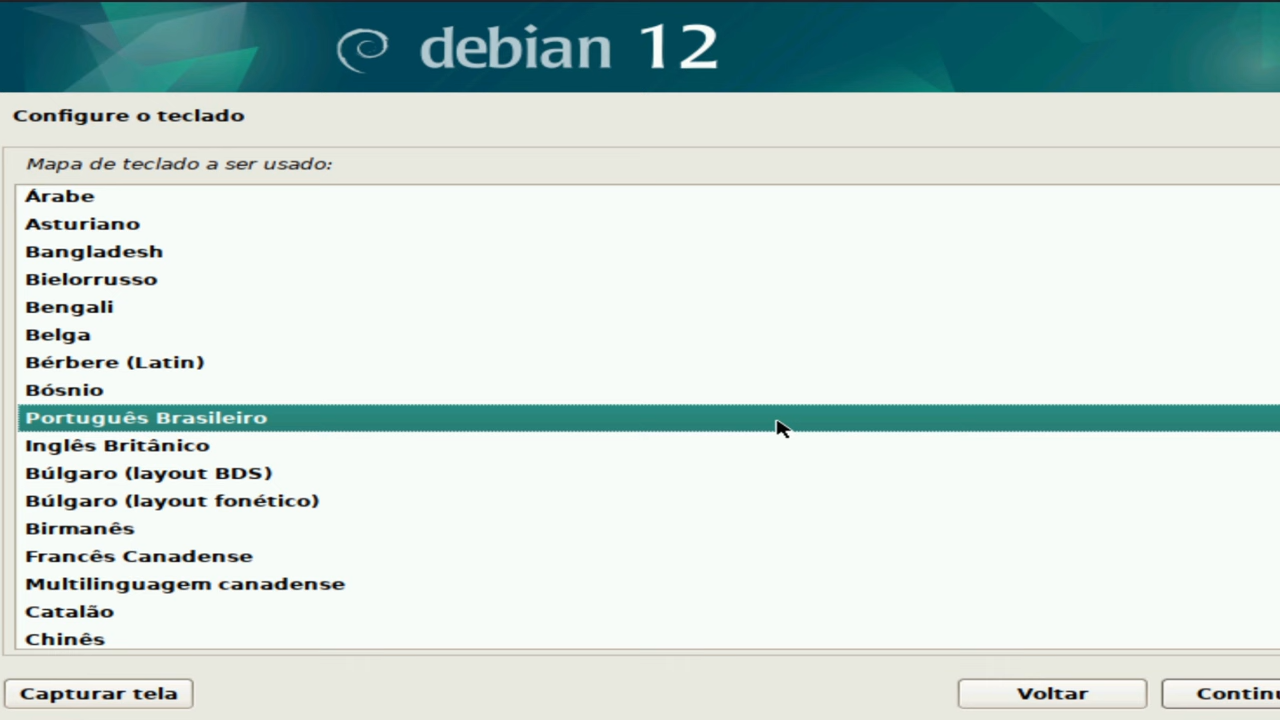 debian 12
Configure o teclado
Mapa de teclado a ser usado:
Árabe
Asturiano
Bangladesh
Bielorrusso
Bengali
Belga
Bérbere (Latin)
Bósnio
Português Brasileiro
Inglês Britânico
Búlgaro (layout BDS)
Búlgaro (layout fonético)
Birmanês
Francês Canadense
Multilinguagem canadense
Catalão
Chinês
Capturar tela
Voltar
Continu